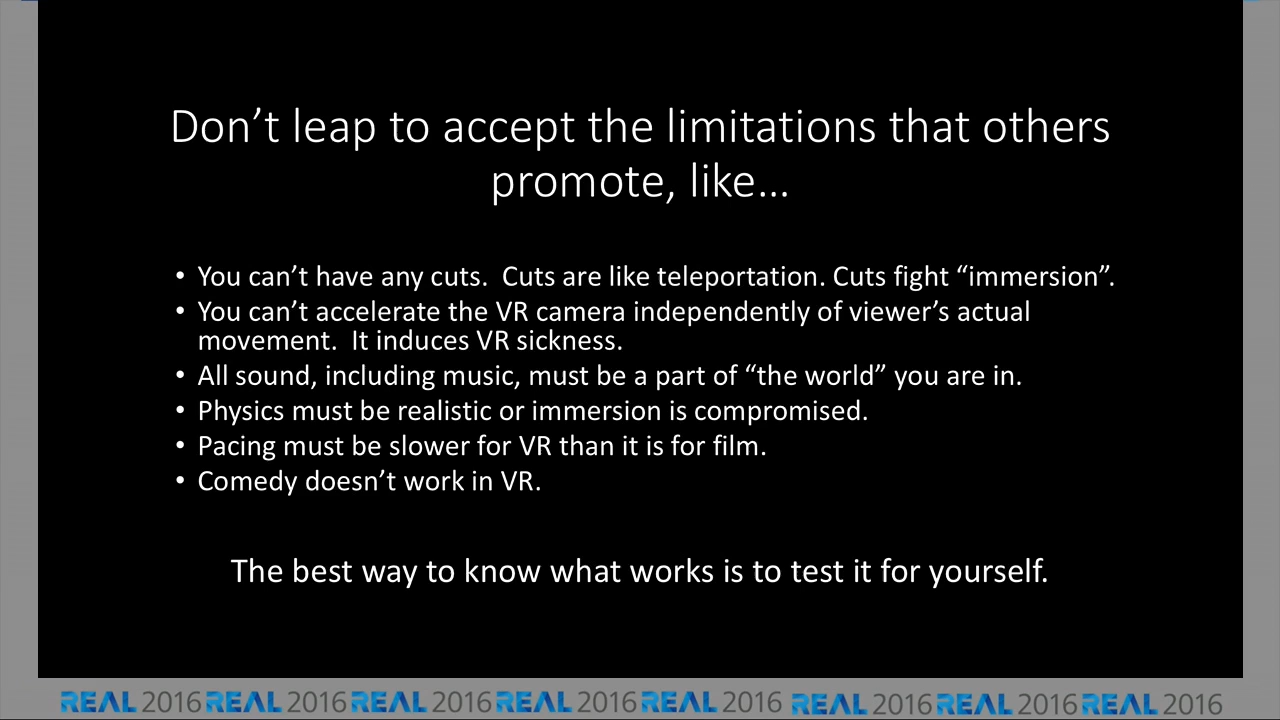 Don’t leap to accept the limitations that others
promote, like…
• You can’t have any cuts.  Cuts are like teleportation. Cuts fight “immersion”.
• You can’t accelerate the VR camera independently of viewer’s actual
movement.  It induces VR sickness.
• All sound, including music, must be a part of “the world” you are in.
• Physics must be realistic or immersion is compromised.
• Pacing must be slower for VR than it is for film.
• Comedy doesn’t work in VR.
The best way to know what works is to test it for yourself.
REAL 2016 REAL 2016 REAL 2016 REAL 2016 REAL 2016 REAL 2016 REAL 2016 REAL 2016